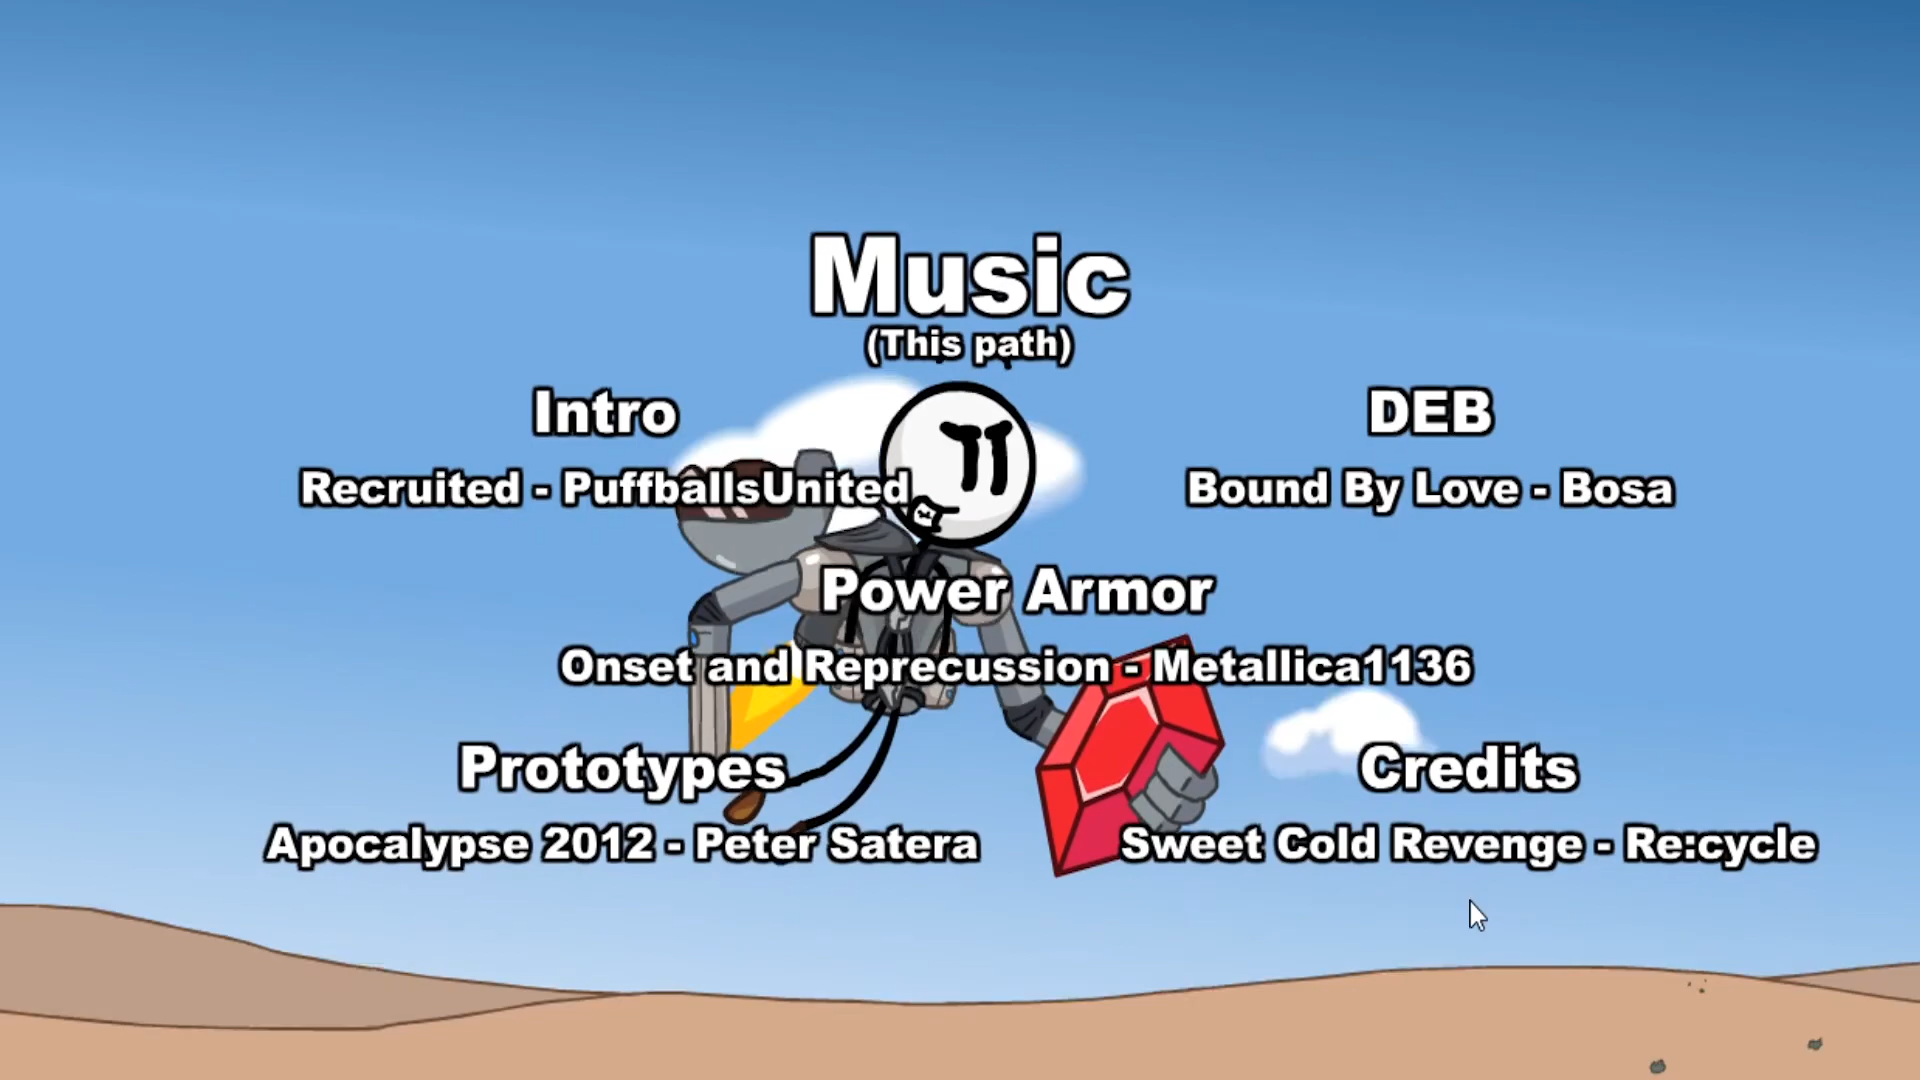 Music
(This path)
Intro
DEB
Recruited - PuffballsUnited
Bound By Love - Bosa
Power Armor
Onset and Reprecussion - Metallica1136
Prototypes
Credits
Apocalypse 2012 - Peter Satera
Sweet Cold Revenge - Re:cycle